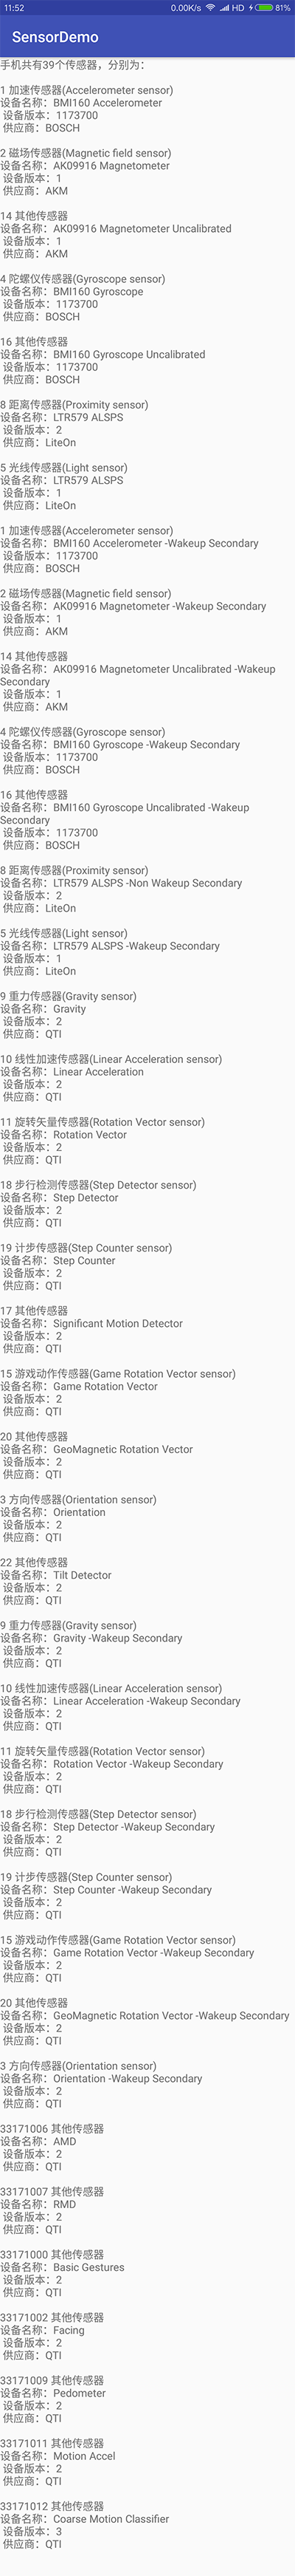 11:52 0.00K/s HD 81%
SensorDemo
手机共有39个传感器，分别为：
1 加速传感器(Accelerometer sensor)
设备名称：BMI160 Accelerometer
设备版本：1173700
供应商：BOSCH
2 磁场传感器(Magnetic field sensor)
设备名称：AK09916 Magnetometer
设备版本：1
供应商：AKM
14 其他传感器
设备名称：AK09916 Magnetometer Uncalibrated
设备版本：1
供应商：AKM
4 陀螺仪传感器(Gyroscope sensor)
设备名称：BMI160 Gyroscope
设备版本：1173700
供应商：BOSCH
16 其他传感器
设备名称：BMI160 Gyroscope Uncalibrated
设备版本：1173700
供应商：BOSCH
8 距离传感器(Proximity sensor)
设备名称：LTR579 ALSPS
设备版本：2
供应商：LiteOn
5 光线传感器(Light sensor)
设备名称：LTR579 ALSPS
设备版本：1
供应商：LiteOn
1 加速传感器(Accelerometer sensor)
设备名称：BMI160 Accelerometer -Wakeup Secondary
设备版本：1173700
供应商：BOSCH
2 磁场传感器(Magnetic field sensor)
设备名称：AK09916 Magnetometer -Wakeup Secondary
设备版本：1
供应商：AKM
14 其他传感器
设备名称：AK09916 Magnetometer Uncalibrated -Wakeup
Secondary
设备版本：1
供应商：AKM
4 陀螺仪传感器(Gyroscope sensor)
设备名称：BMI160 Gyroscope -Wakeup Secondary
设备版本：1173700
供应商：BOSCH
16 其他传感器
设备名称：BMI160 Gyroscope Uncalibrated -Wakeup
Secondary
设备版本：1173700
供应商：BOSCH
8 距离传感器(Proximity sensor)
设备名称：LTR579 ALSPS -Non Wakeup Secondary
设备版本：2
供应商：LiteOn
5 光线传感器(Light sensor)
设备名称：LTR579 ALSPS -Wakeup Secondary
设备版本：1
供应商：LiteOn
9 重力传感器(Gravity sensor)
设备名称：Gravity
设备版本：2
供应商：QTI
10 线性加速传感器(Linear Acceleration sensor)
设备名称：Linear Acceleration
设备版本：2
供应商：QTI
11 旋转矢量传感器(Rotation Vector sensor)
设备名称：Rotation Vector
设备版本：2
供应商：QTI
18 步行检测传感器(Step Detector sensor)
设备名称：Step Detector
设备版本：2
供应商：QTI
19 计步传感器(Step Counter sensor)
设备名称：Step Counter
设备版本：2
供应商：QTI
17 其他传感器
设备名称：Significant Motion Detector
设备版本：2
供应商：QTI
15 游戏动作传感器(Game Rotation Vector sensor)
设备名称：Game Rotation Vector
设备版本：2
供应商：QTI
20 其他传感器
设备名称：GeoMagnetic Rotation Vector
设备版本：2
供应商：QTI
3 方向传感器(Orientation sensor)
设备名称：Orientation
设备版本：2
供应商：QTI
22 其他传感器
设备名称：Tilt Detector
设备版本：2
供应商：QTI
9 重力传感器(Gravity sensor)
设备名称：Gravity -Wakeup Secondary
设备版本：2
供应商：QTI
10 线性加速传感器(Linear Acceleration sensor)
设备名称：Linear Acceleration -Wakeup Secondary
设备版本：2
供应商：QTI
11 旋转矢量传感器(Rotation Vector sensor)
设备名称：Rotation Vector -Wakeup Secondary
设备版本：2
供应商：QTI
18 步行检测传感器(Step Detector sensor)
设备名称：Step Detector -Wakeup Secondary
设备版本：2
供应商：QTI
19 计步传感器(Step Counter sensor)
设备名称：Step Counter -Wakeup Secondary
设备版本：2
供应商：QTI
15 游戏动作传感器(Game Rotation Vector sensor)
设备名称：Game Rotation Vector -Wakeup Secondary
设备版本：2
供应商：QTI
20 其他传感器
设备名称：GeoMagnetic Rotation Vector -Wakeup Secondary
设备版本：2
供应商：QTI
3 方向传感器(Orientation sensor)
设备名称：Orientation -Wakeup Secondary
设备版本：2
供应商：QTI
33171006 其他传感器
设备名称：AMD
设备版本：2
供应商：QTI
33171007 其他传感器
设备名称：RMD
设备版本：2
供应商：QTI
33171000 其他传感器
设备名称：Basic Gestures
设备版本：2
供应商：QTI
33171002 其他传感器
设备名称：Facing
设备版本：2
供应商：QTI
33171009 其他传感器
设备名称：Pedometer
设备版本：2
供应商：QTI
33171011 其他传感器
设备名称：Motion Accel
设备版本：2
供应商：QTI
33171012 其他传感器
设备名称：Coarse Motion Classifier
设备版本：3
供应商：QTI